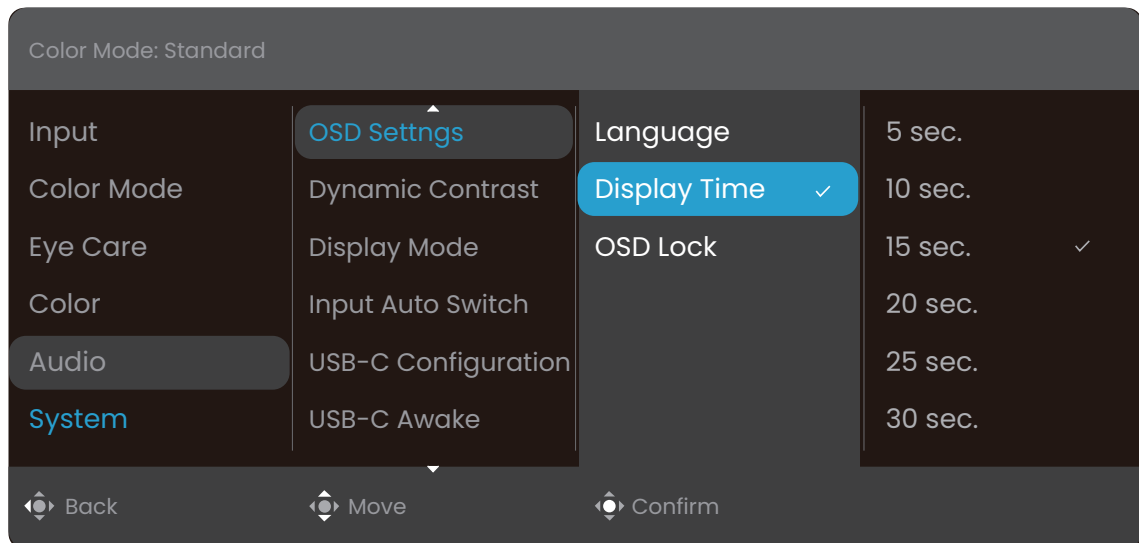 Color Mode: Standard
Input
Color Mode
Eye Care
Color
Audio
System
OSD Settngs
Dynamic Contrast
Display Mode
Input Auto Switch
USB-C Configuration
USB-C Awake
Language
Display Time
OSD Lock
5 sec.
10 sec.
15 sec.
20 sec.
25 sec.
30 sec.
Back
Move
Confirm